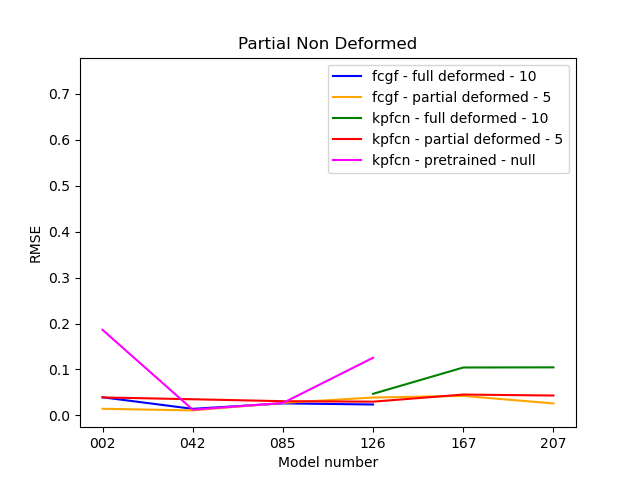 Partial Non Deformed
fcgf - full deformed - 10
fcgf - partial deformed - 5
kpfcn - full deformed - 10
kpfcn - partial deformed - 5
kpfcn - pretrained - null
0.7
0.6
0.5
0.4
0.3
0.2
0.1
0.0
RMSE
002 042 085 126 167 207
Model number